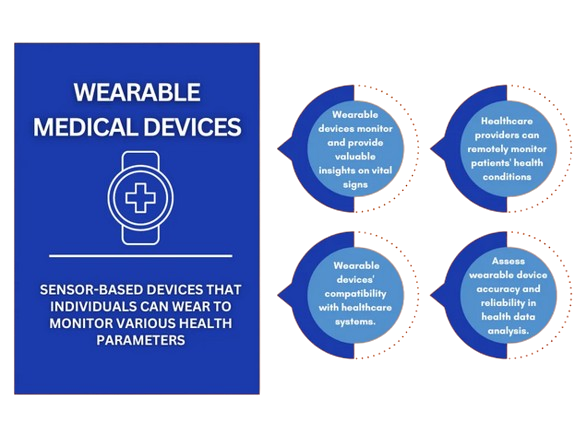 WEARABLE
MEDICAL DEVICES
SENSOR-BASED DEVICES THAT
INDIVIDUALS CAN WEAR TO
MONITOR VARIOUS HEALTH
PARAMETERS
Wearable
devices monitor
and provide
valuable
insights on vital
signs
Healthcare
providers can
remotely monitor
patients' health
conditions
Wearable
devices'
compatibility
with healthcare
systems.
Assess
wearable device
accuracy and
reliability in
health data
analysis.